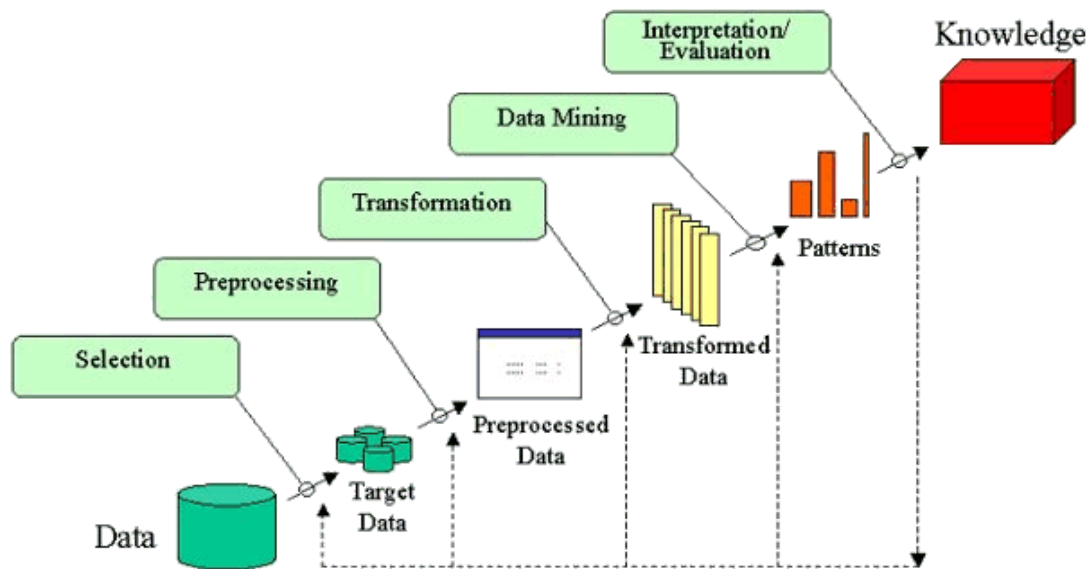 Interpretation/
Evaluation
Knowledge
Data Mining
Transformation
Patterns
Preprocessing
Transformed
Data
Selection
Preprocessed
Data
Target
Data
Data